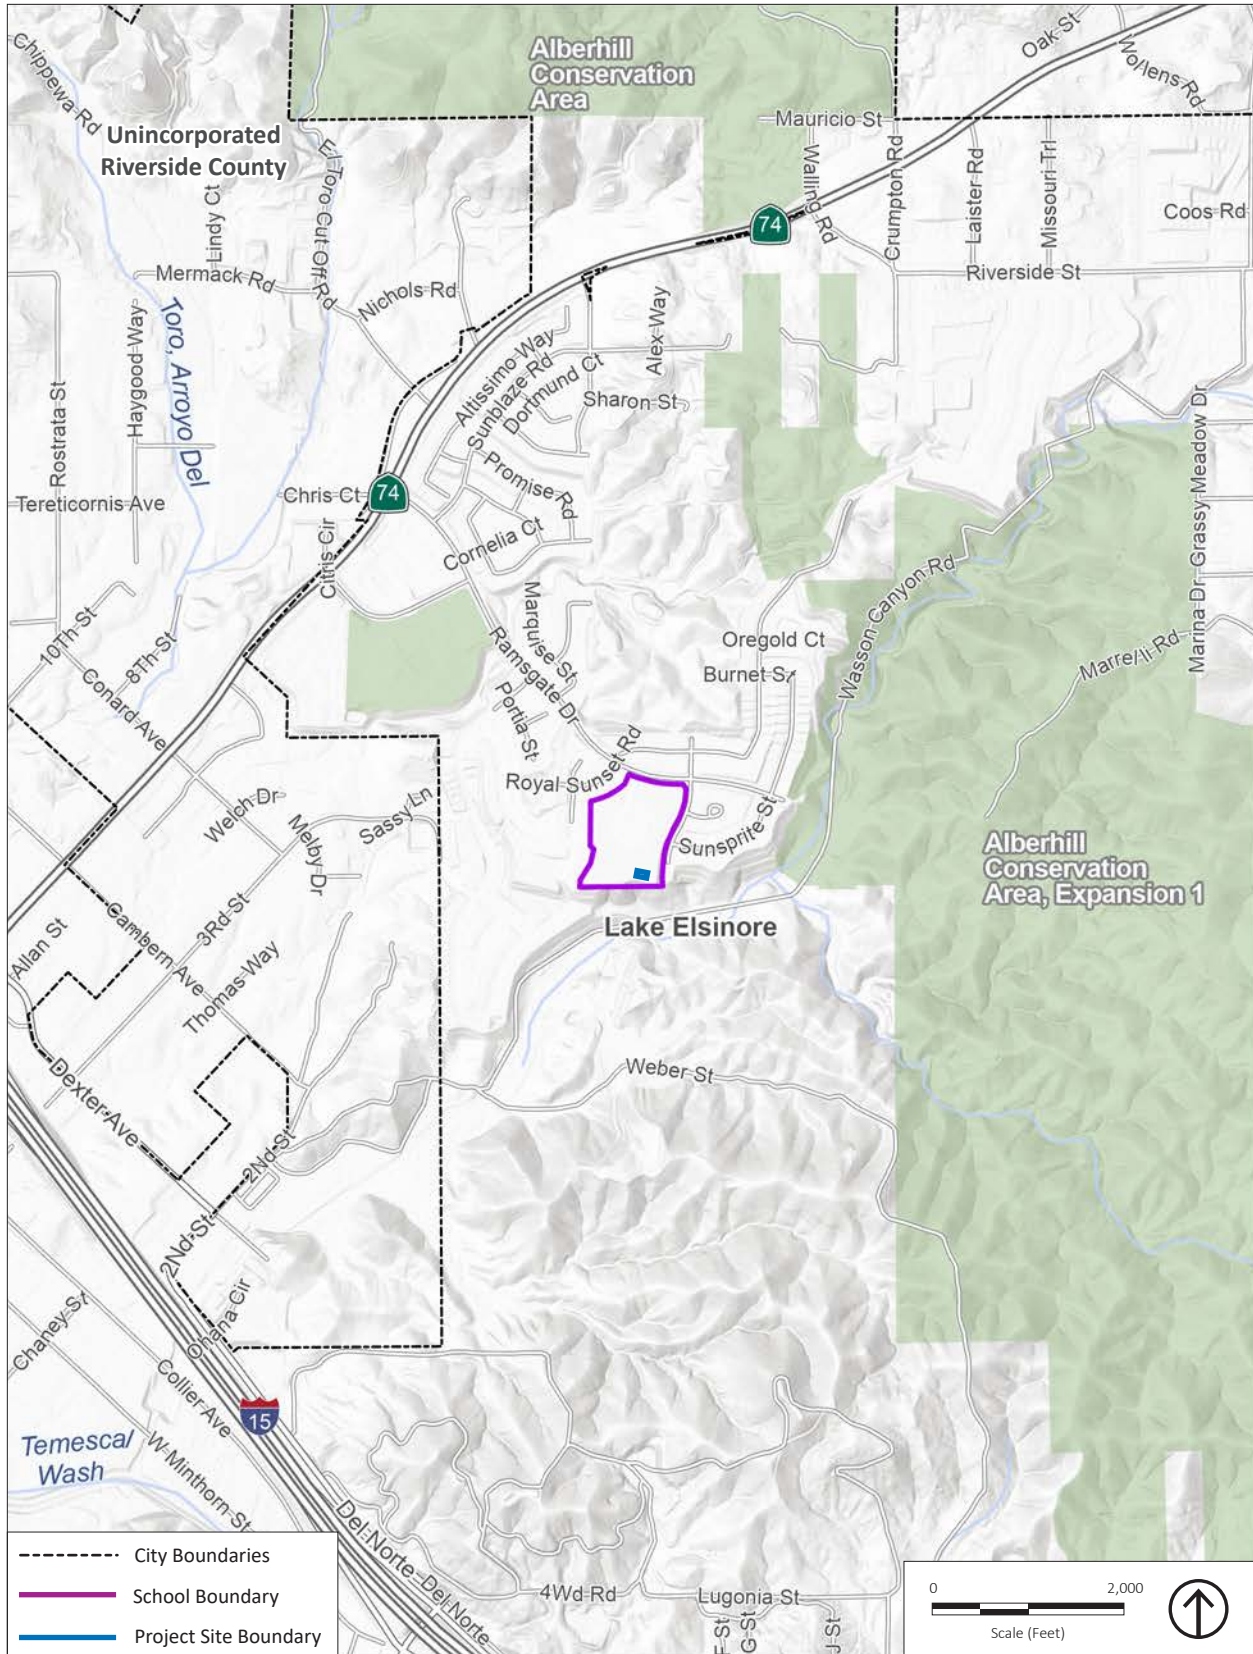 Oak St
Wollens Rd
Chippewa Rd
Alberhill
Conservation
Area
Mauricio St
Unincorporated
Riverside County
El Toro Cut Off Rd
Walling Rd
Crumpton Rd
Laister Rd
Missouri Trl
Lindy Ct
Coos Rd
74
Mermack Rd
Riverside St
Nichols Rd
Toro, Arroyo Del
Haygood Way
Alex Way
Altissimo Way
Sunblaze Rd
Dortmund Ct
Sharon St
Rostrata St
Marina Dr
Grassy Meadow Dr
Promise Rd
Chris Ct
74
Tereticornis Ave
Cornelia Ct
Citris Cir
Wasson Canyon Rd
Marquise St
10Th St
8Th St
Ramsgate Dr
Oregold Ct
Burnet S
Marrelli Rd
Conard Ave
Portia St
Royal Sunset Rd
Welch Dr
Melby Dr
Sassy Ln
Sunsprite St
Alberhill
Conservation
Area, Expansion 1
3Rd St
Lake Elsinore
Allan St
Cambern Ave
Thomas Way
Dexter Ave
Weber St
2Nd St
2Nd St
Ohana Cir
Chaney St
Collier Ave
15
Temescal
Wash
W Minthorn St
Del Norte
Del Norte
4Wd Rd
Lugonia St
F St
G St
J St
City Boundaries
School Boundary
Project Site Boundary
0 2,000
Scale (Feet)